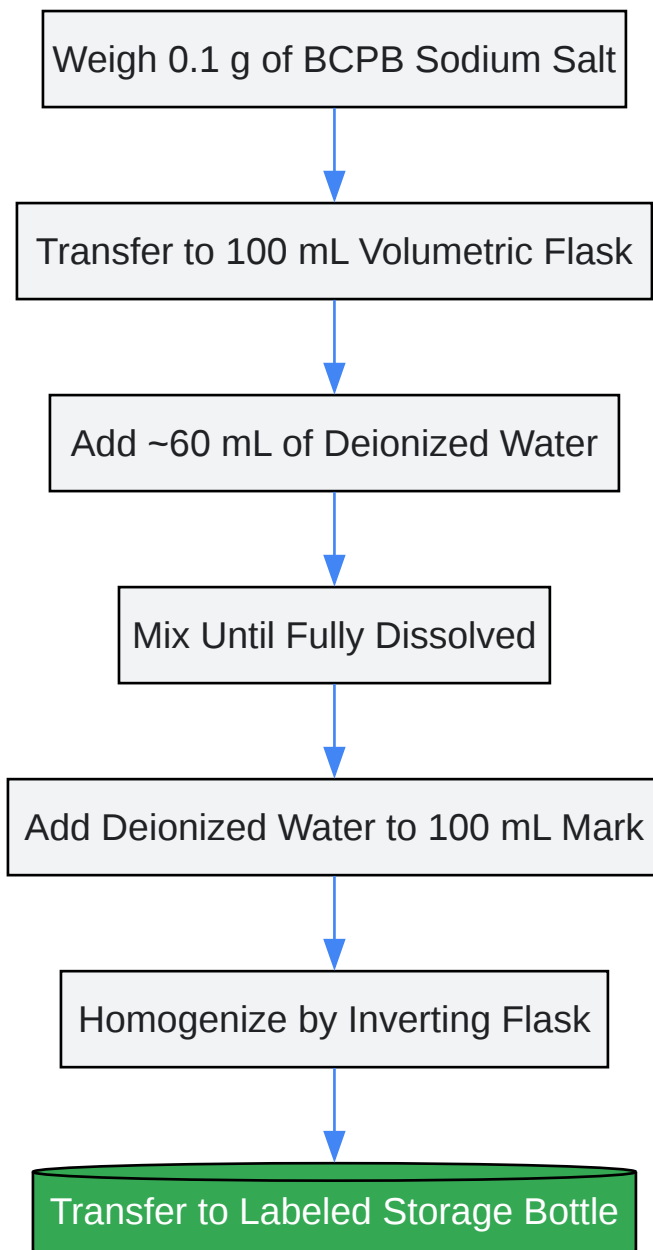 Weigh 0.1 g of BCPB Sodium Salt
Transfer to 100 mL Volumetric Flask
Add ~60 mL of Deionized Water
Mix Until Fully Dissolved
Add Deionized Water to 100 mL Mark
Homogenize by Inverting Flask
Transfer to Labeled Storage Bottle